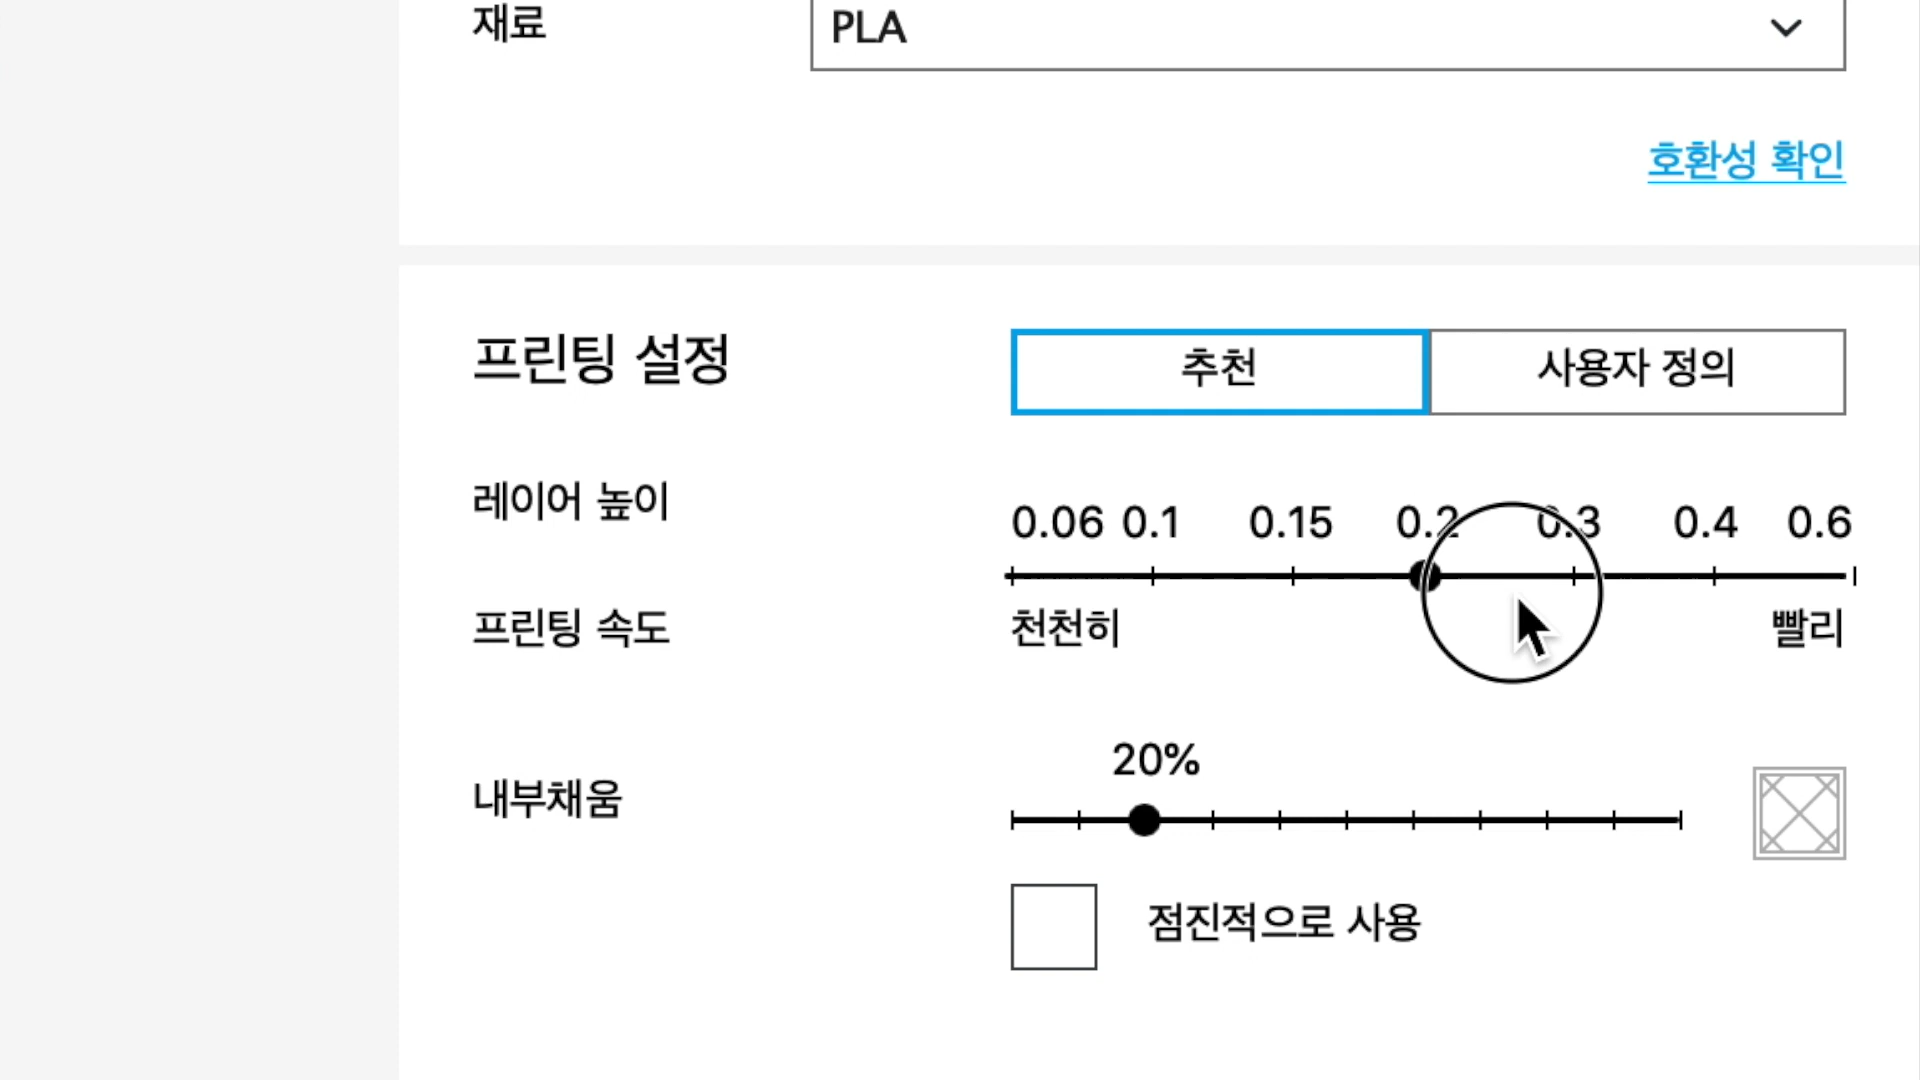 재료 PLA
호환성 확인
프린팅 설정 추천 사용자 정의
레이어 높이 0.06 0.1 0.15 0.2 0.3 0.4 0.6
프린팅 속도 천천히 빨리
20%
내부채움
점진적으로 사용